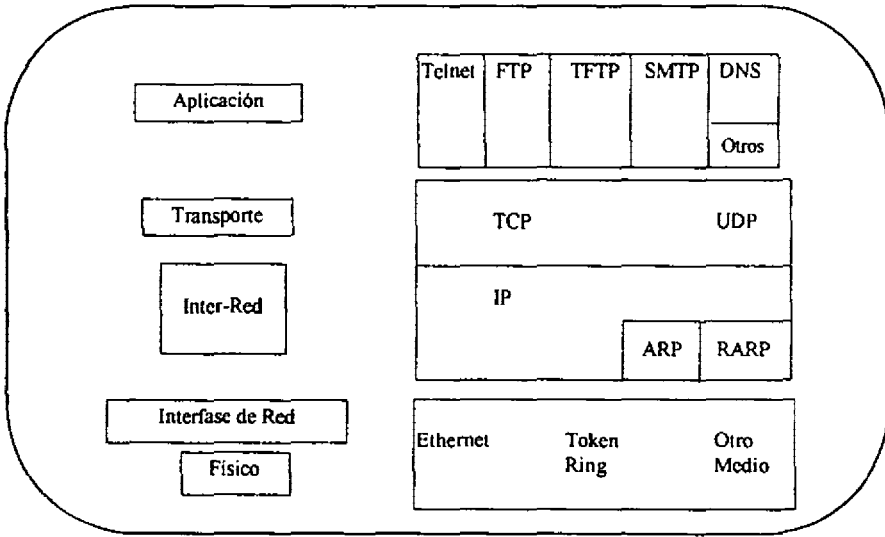 Aplicación
Telnet FTP TFTP SMTP DNS
Otros
Transporte
TCP UDP
Inter-Red
IP
ARP RARP
Interfase de Red
Físico
Ethernet Token Ring Otro Medio